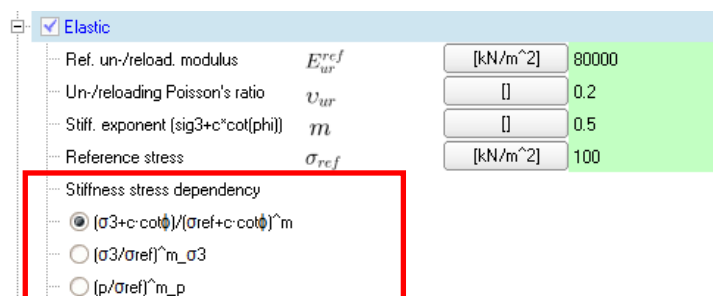 Elastic
Ref. un-/reload. modulus E_ur^ref [kN/m^2] 80000
Un-/reloading Poisson's ratio υ_ur [] 0.2
Stiff. exponent (sig3+c*cot(phi)) m [] 0.5
Reference stress σ_ref [kN/m^2] 100
Stiffness stress dependency
(σ3+c·cotϕ)/(σref+c·cotϕ)^m
(σ3/σref)^m_σ3
(p/σref)^m_p